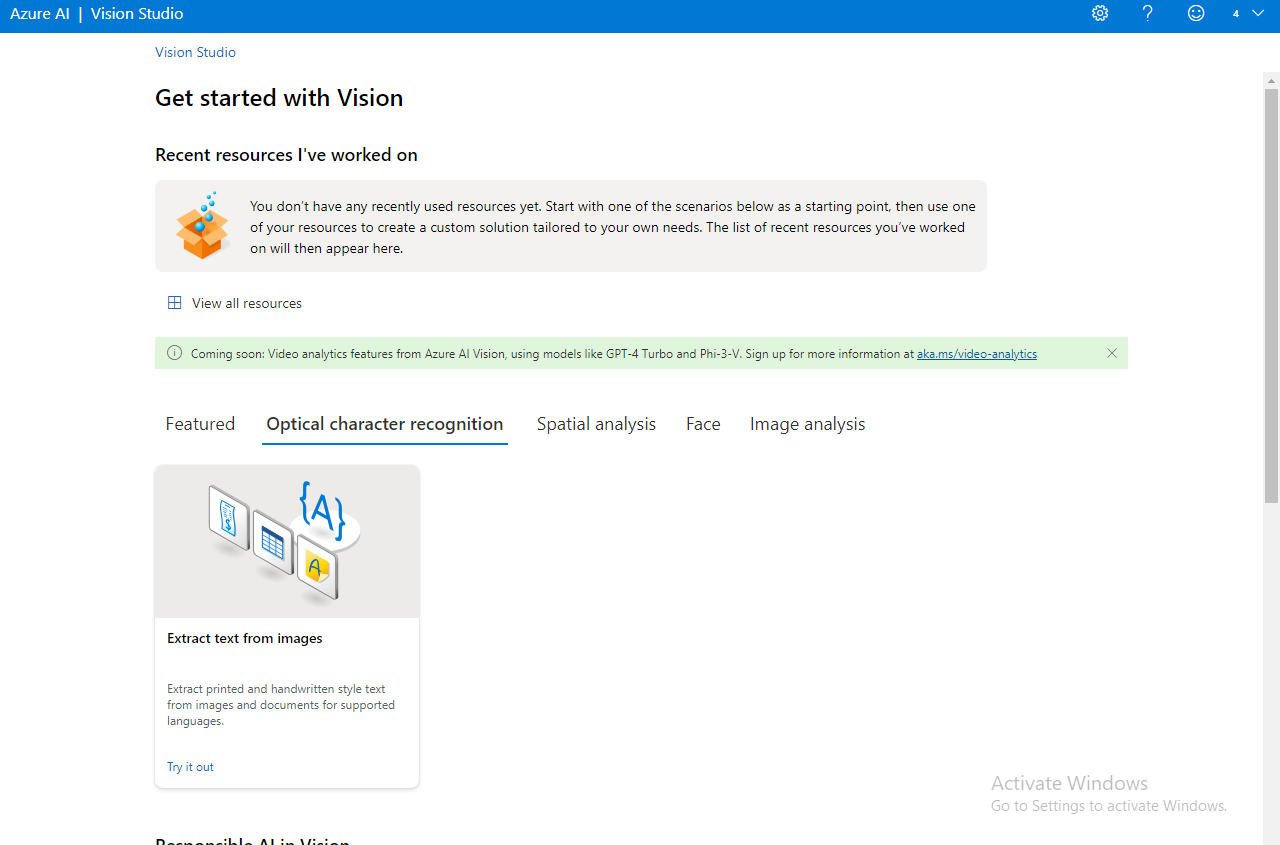 Azure AI | Vision Studio
4
Vision Studio
Get started with Vision
Recent resources I've worked on
You don’t have any recently used resources yet. Start with one of the scenarios below as a starting point, then use one
of your resources to create a custom solution tailored to your own needs. The list of recent resources you’ve worked
on will then appear here.
View all resources
Coming soon: Video analytics features from Azure AI Vision, using models like GPT-4 Turbo and Phi-3-V. Sign up for more information at aka.ms/video-analytics
Featured Optical character recognition Spatial analysis Face Image analysis
{A}
$
A
Extract text from images
Extract printed and handwritten style text
from images and documents for supported
languages.
Try it out
Activate Windows
Go to Settings to activate Windows.
Responsible AI in Vision